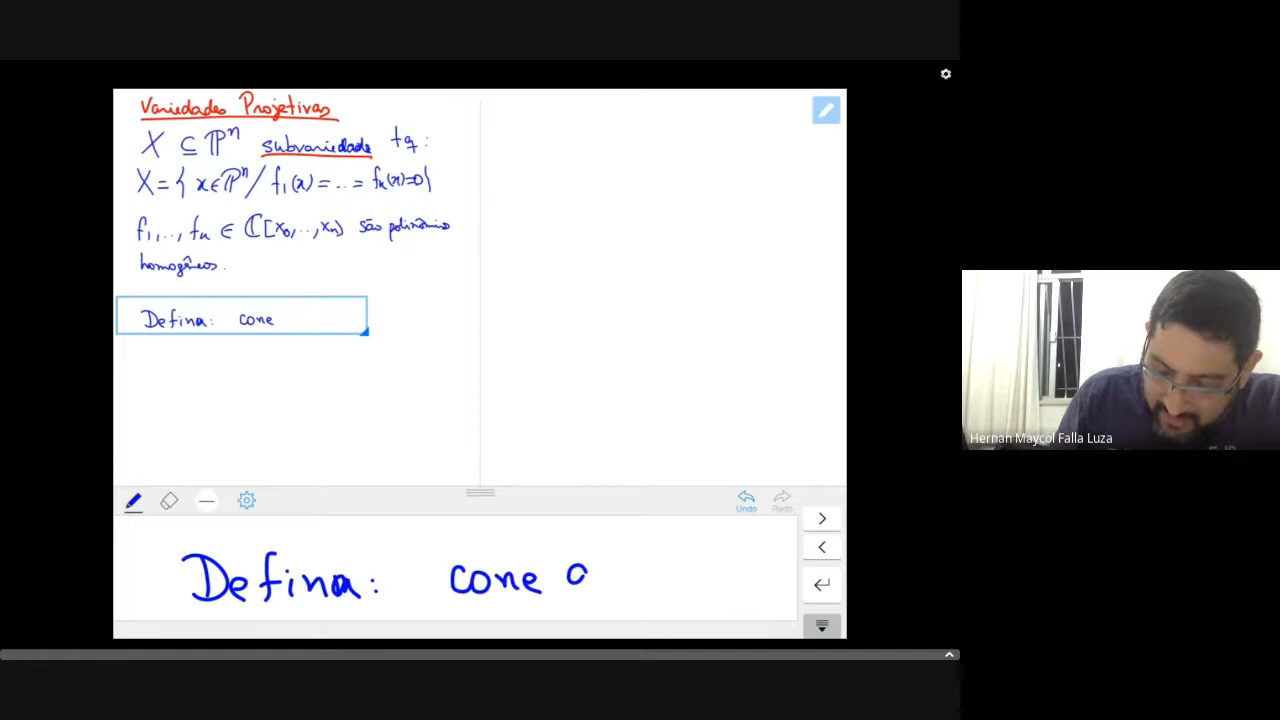 Variedades Projetivas
X ⊆ ℙⁿ subvariedade tq:
X = { x ∈ ℙⁿ / f₁(x) = ... = fₖ(x)=0}
f₁,..., fₖ ∈ ℂ[x₀,...,xₙ] são polinômios
homogêneos.
Defina: cone
Undo
Redo
Defina: cone a
Hernan Maycol Falla Luza